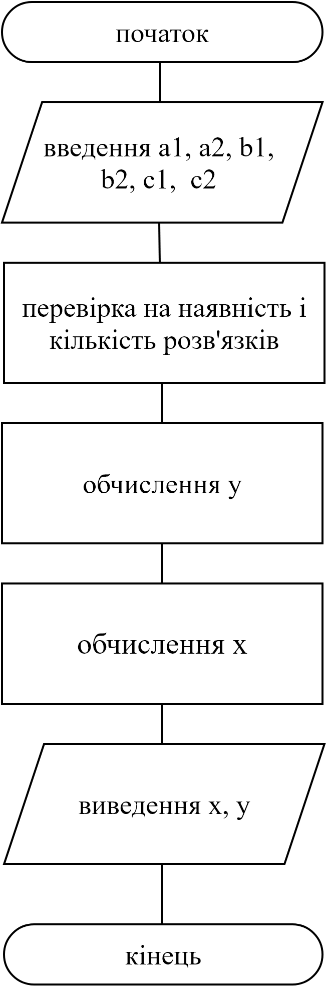 початок
введення a1, a2, b1,
b2, c1, c2
перевірка на наявність і
кількість розв'язків
обчислення y
обчислення x
виведення x, y
кінець